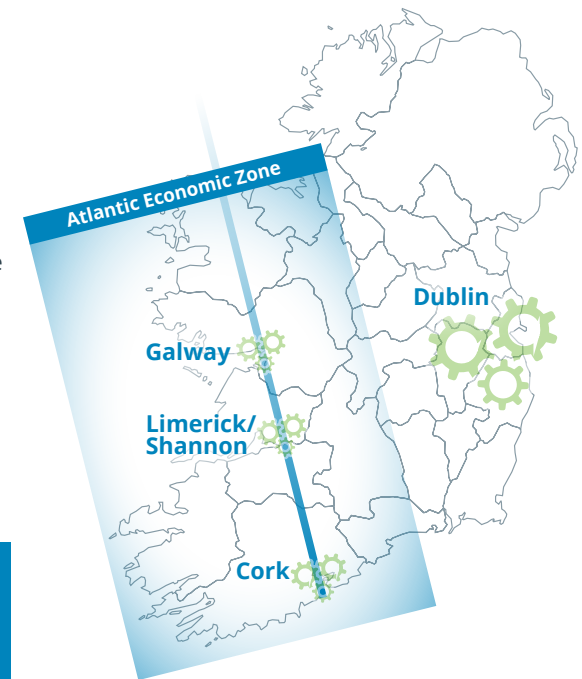 Atlantic Economic Zone
Dublin
Galway
Limerick/
Shannon
Cork